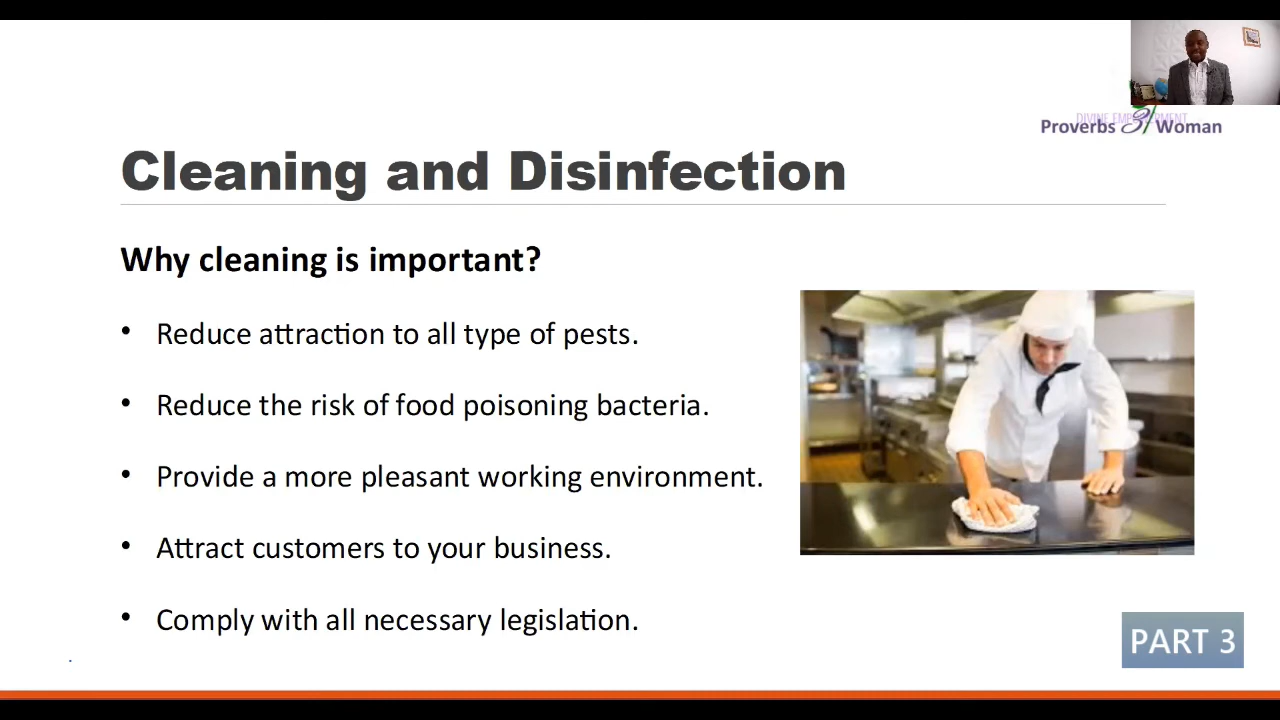 DIVINE EMPOWERMENT
Proverbs 31 Woman
Cleaning and Disinfection
Why cleaning is important?
• Reduce attraction to all type of pests.
• Reduce the risk of food poisoning bacteria.
• Provide a more pleasant working environment.
• Attract customers to your business.
• Comply with all necessary legislation.
PART 3